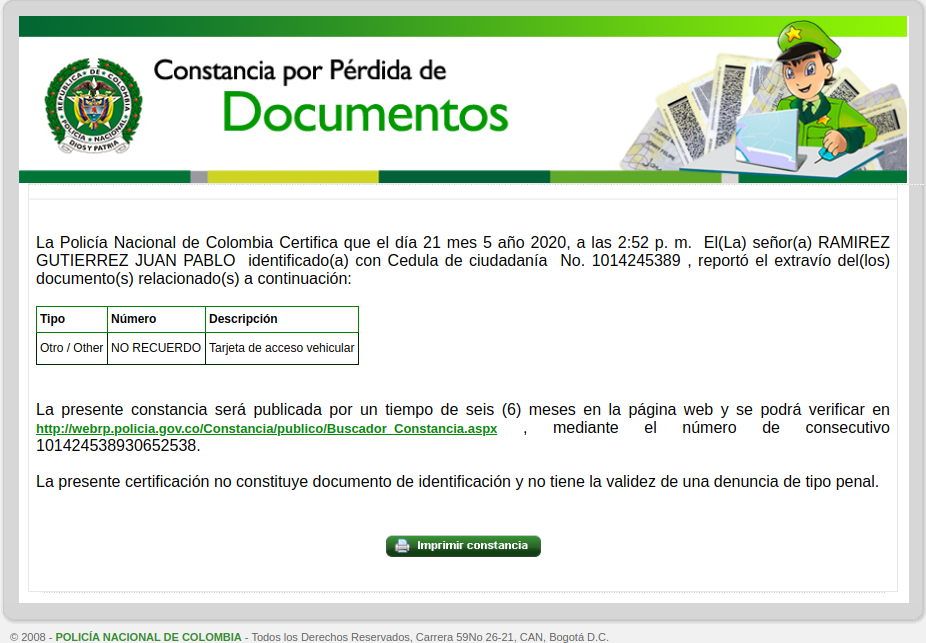 Constancia por Pérdida de
Documentos
REPÚBLICA DE COLOMBIA
POLICÍA NACIONAL
DIOS Y PATRIA
La Policía Nacional de Colombia Certifica que el día 21 mes 5 año 2020, a las 2:52 p. m. El(La) señor(a) RAMIREZ
GUTIERREZ JUAN PABLO identificado(a) con Cedula de ciudadanía No. 1014245389 , reportó el extravío del(los)
documento(s) relacionado(s) a continuación:
Tipo Número Descripción
Otro / Other NO RECUERDO Tarjeta de acceso vehicular
La presente constancia será publicada por un tiempo de seis (6) meses en la página web y se podrá verificar en
http://webrp.policia.gov.co/Constancia/publico/Buscador_Constancia.aspx , mediante el número de consecutivo
101424538930652538.
La presente certificación no constituye documento de identificación y no tiene la validez de una denuncia de tipo penal.
Imprimir constancia
© 2008 - POLICÍA NACIONAL DE COLOMBIA - Todos los Derechos Reservados, Carrera 59No 26-21, CAN, Bogotá D.C.